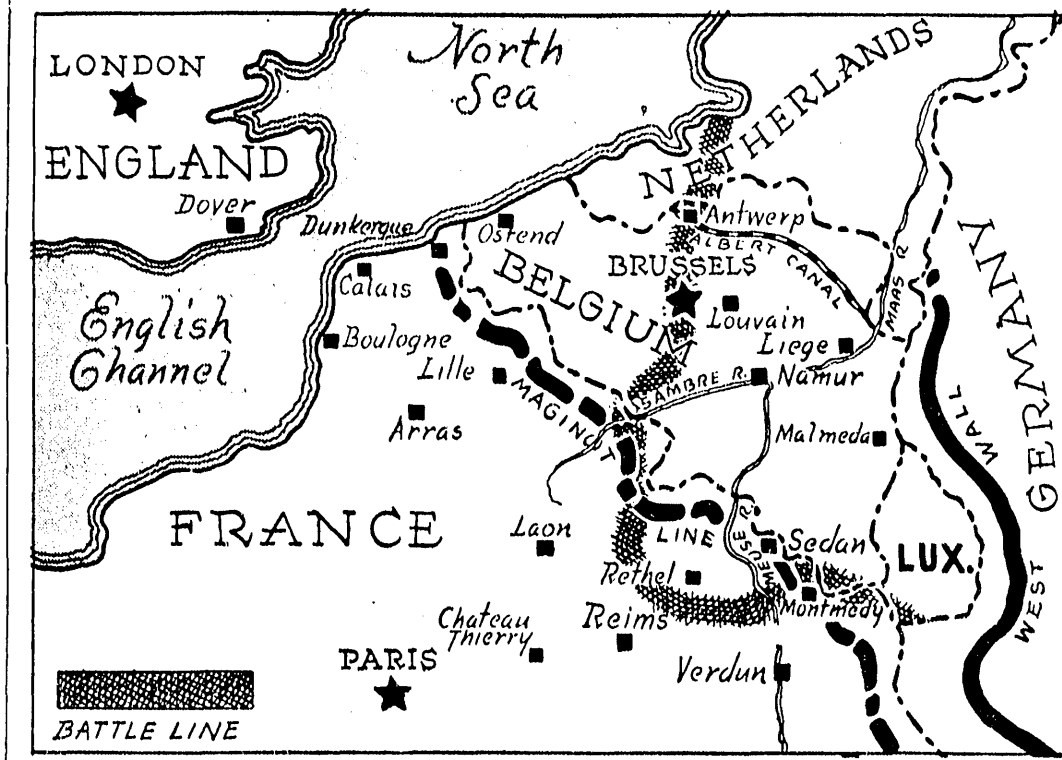 LONDON
North
Sea
NETHERLANDS
ENGLAND
Dover
Dunkerque
Ostend
Antwerp
ALBERT CANAL
BRUSSELS
BELGIUM
Calais
Louvain
MAAS R.
GERMANY
English
Channel
Boulogne
Liege
Lille
SAMBRE R.
Namur
MAGINOT
LINE
Arras
Malmeda
WEST WALL
FRANCE
Laon
MEUSE R.
Sedan
LUX.
Rethel
Montmedy
Chateau
Thierry
Reims
PARIS
Verdun
BATTLE LINE